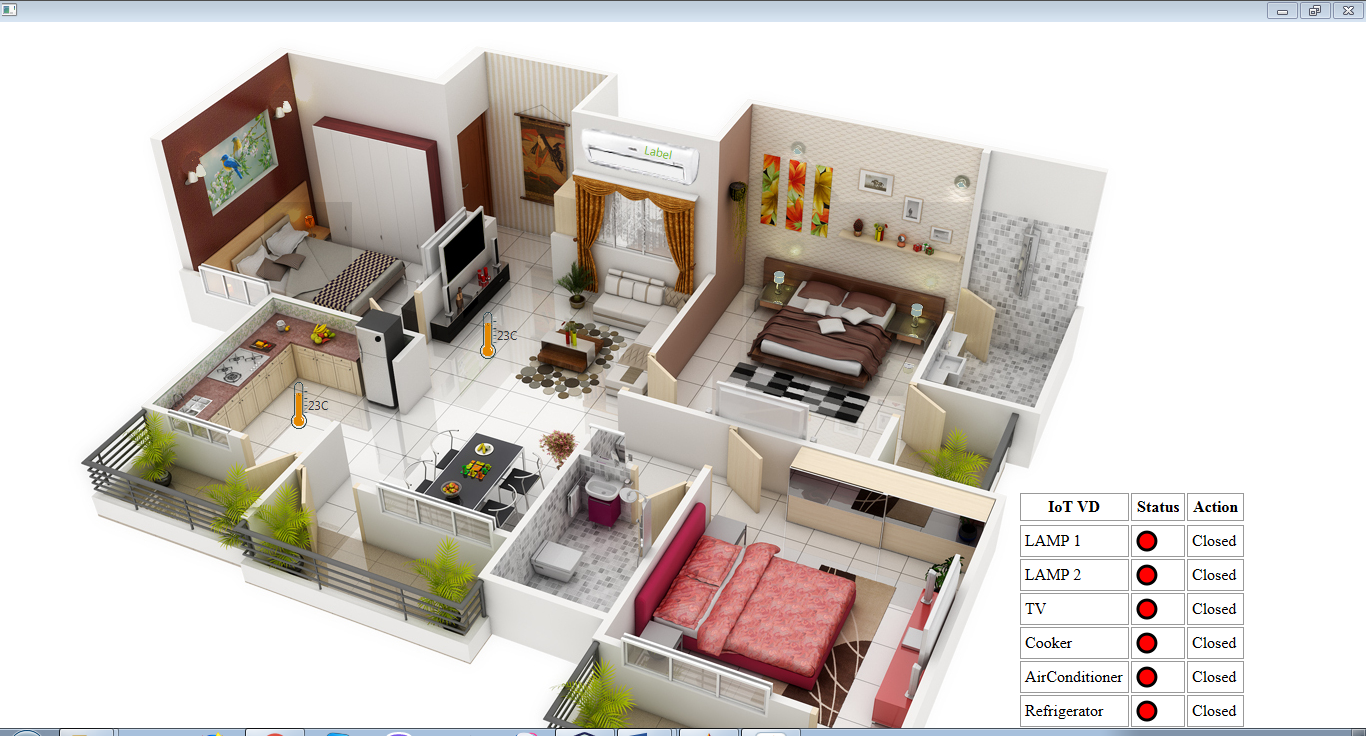 Label
23C
23C
IoT VD Status Action
LAMP 1 Closed
LAMP 2 Closed
TV Closed
Cooker Closed
AirConditioner Closed
Refrigerator Closed